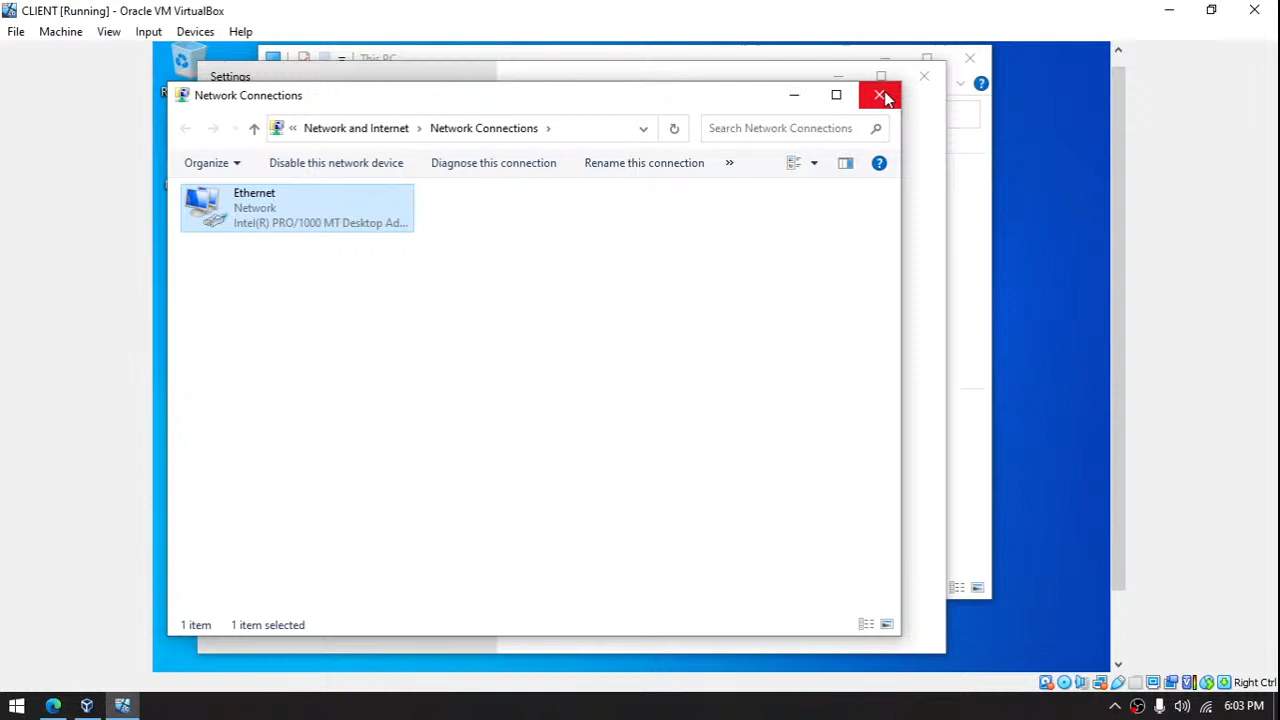 CLIENT [Running] - Oracle VM VirtualBox
File Machine View Input Devices Help
This PC
Settings
Network Connections
« Network and Internet > Network Connections >
Search Network Connections
Organize Disable this network device Diagnose this connection Rename this connection »
Ethernet
Network
Intel(R) PRO/1000 MT Desktop Ad...
1 item 1 item selected
Right Ctrl
6:03 PM